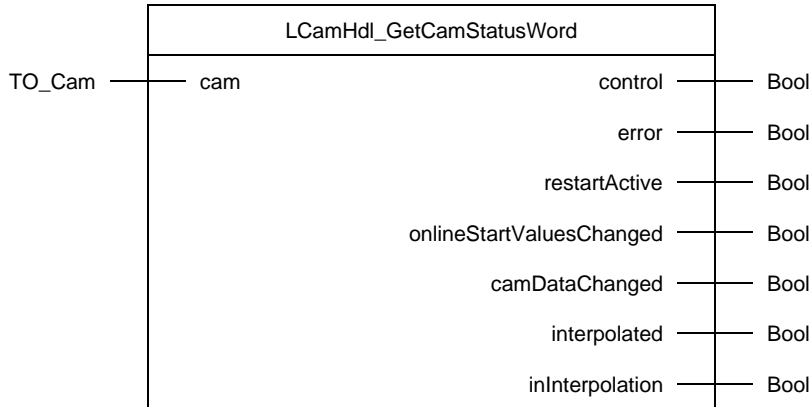 LCamHdl_GetCamStatusWord
TO_Cam cam control Bool
error Bool
restartActive Bool
onlineStartValuesChanged Bool
camDataChanged Bool
interpolated Bool
inInterpolation Bool